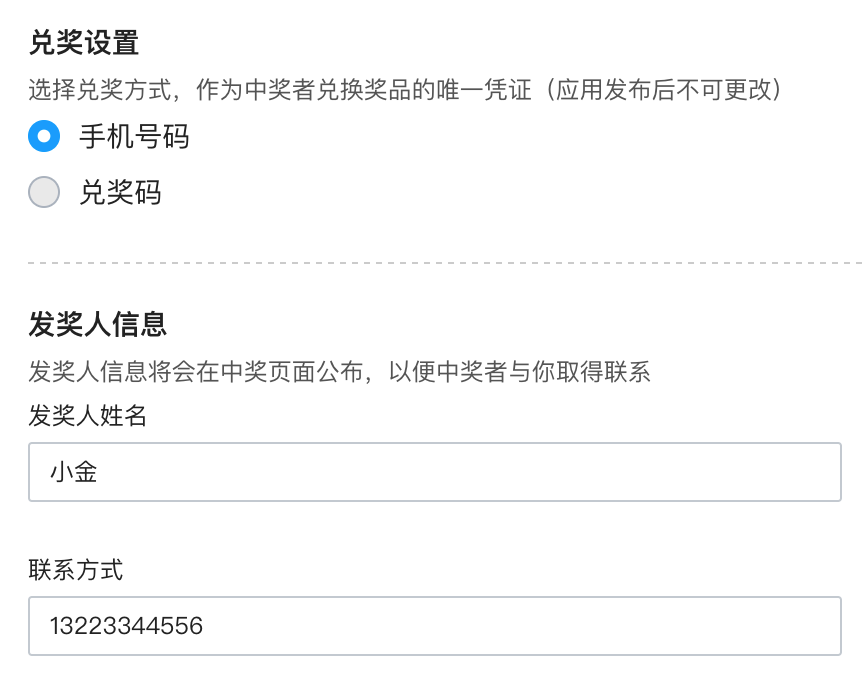 兑奖设置
选择兑奖方式，作为中奖者兑换奖品的唯一凭证（应用发布后不可更改）
手机号码
兑奖码
发奖人信息
发奖人信息将会在中奖页面公布，以便中奖者与你取得联系
发奖人姓名
小金
联系方式
13223344556